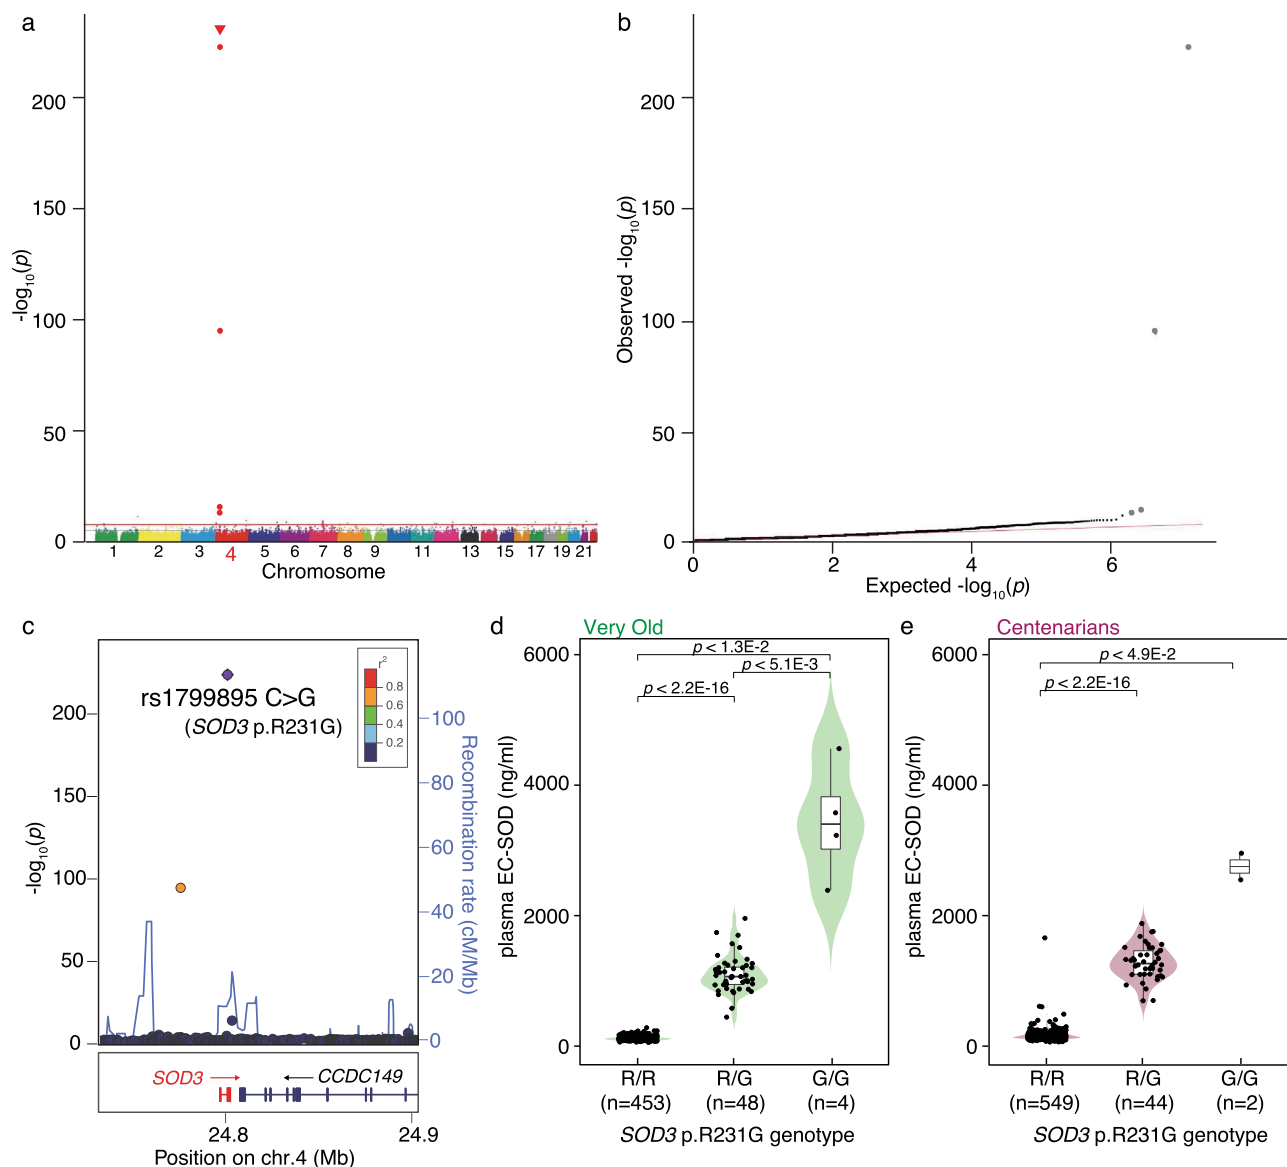 a
-log10(p)
200
150
100
50
0
1 2 3 4 5 6 7 8 9 11 13 15 17 19 21
Chromosome
b
Observed -log10(p)
200
150
100
50
0
0 2 4 6
Expected -log10(p)
c
-log10(p)
200
150
100
50
0
rs1799895 C>G
(SOD3 p.R231G)
r2
0.8
0.6
0.4
0.2
100
80
60
40
20
0
Recombination rate (cM/Mb)
SOD3
CCDC149
24.8 24.9
Position on chr.4 (Mb)
d
Very Old
plasma EC-SOD (ng/ml)
6000
4000
2000
0
p < 1.3E-2
p < 5.1E-3
p < 2.2E-16
R/R R/G G/G
(n=453) (n=48) (n=4)
SOD3 p.R231G genotype
e
Centenarians
plasma EC-SOD (ng/ml)
6000
4000
2000
0
p < 4.9E-2
p < 2.2E-16
R/R R/G G/G
(n=549) (n=44) (n=2)
SOD3 p.R231G genotype